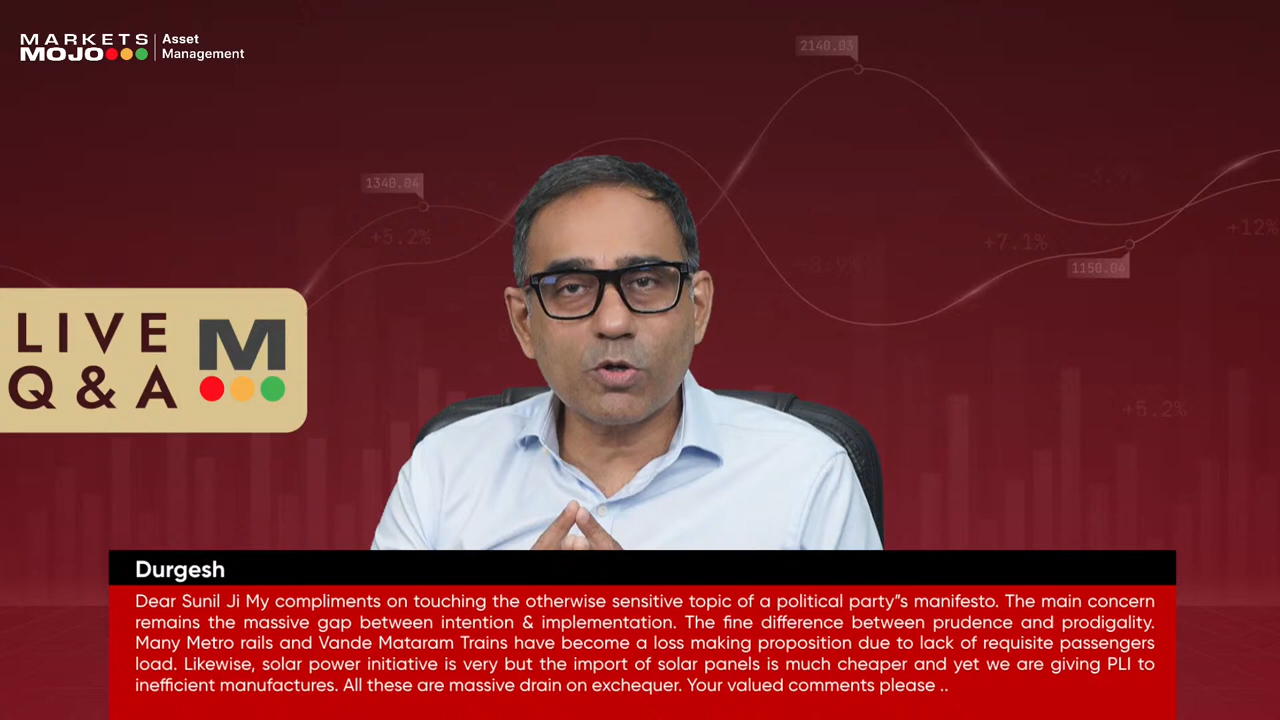 MARKETS
MOJO
Asset
Management
2140.03
1340.04
+5.2%
+7.1%
+12%
1150.04
-8.9%
+5.2%
LIVE
Q & A
M
Durgesh
Dear Sunil Ji My compliments on touching the otherwise sensitive topic of a political party"s manifesto. The main concern
remains the massive gap between intention & implementation. The fine difference between prudence and prodigality.
Many Metro rails and Vande Mataram Trains have become a loss making proposition due to lack of requisite passengers
load. Likewise, solar power initiative is very but the import of solar panels is much cheaper and yet we are giving PLI to
inefficient manufactures. All these are massive drain on exchequer. Your valued comments please ..